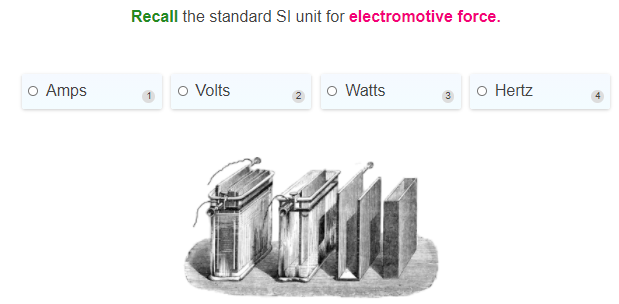 Recall the standard SI unit for electromotive force.
Amps 1 Volts 2 Watts 3 Hertz 4